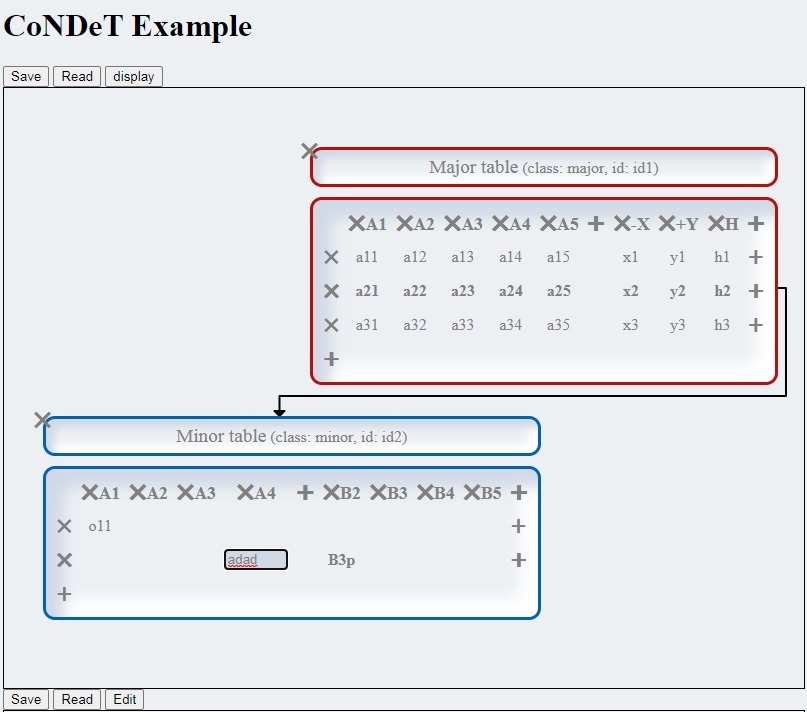 CoNDeT Example
Save Read display
Major table (class: major, id: id1)
A1 A2 A3 A4 A5 + -X +Y H +
a11 a12 a13 a14 a15 x1 y1 h1 +
a21 a22 a23 a24 a25 x2 y2 h2 +
a31 a32 a33 a34 a35 x3 y3 h3 +
+
Minor table (class: minor, id: id2)
A1 A2 A3 A4 + B2 B3 B4 B5 +
o11 +
adad B3p +
+
Save Read Edit